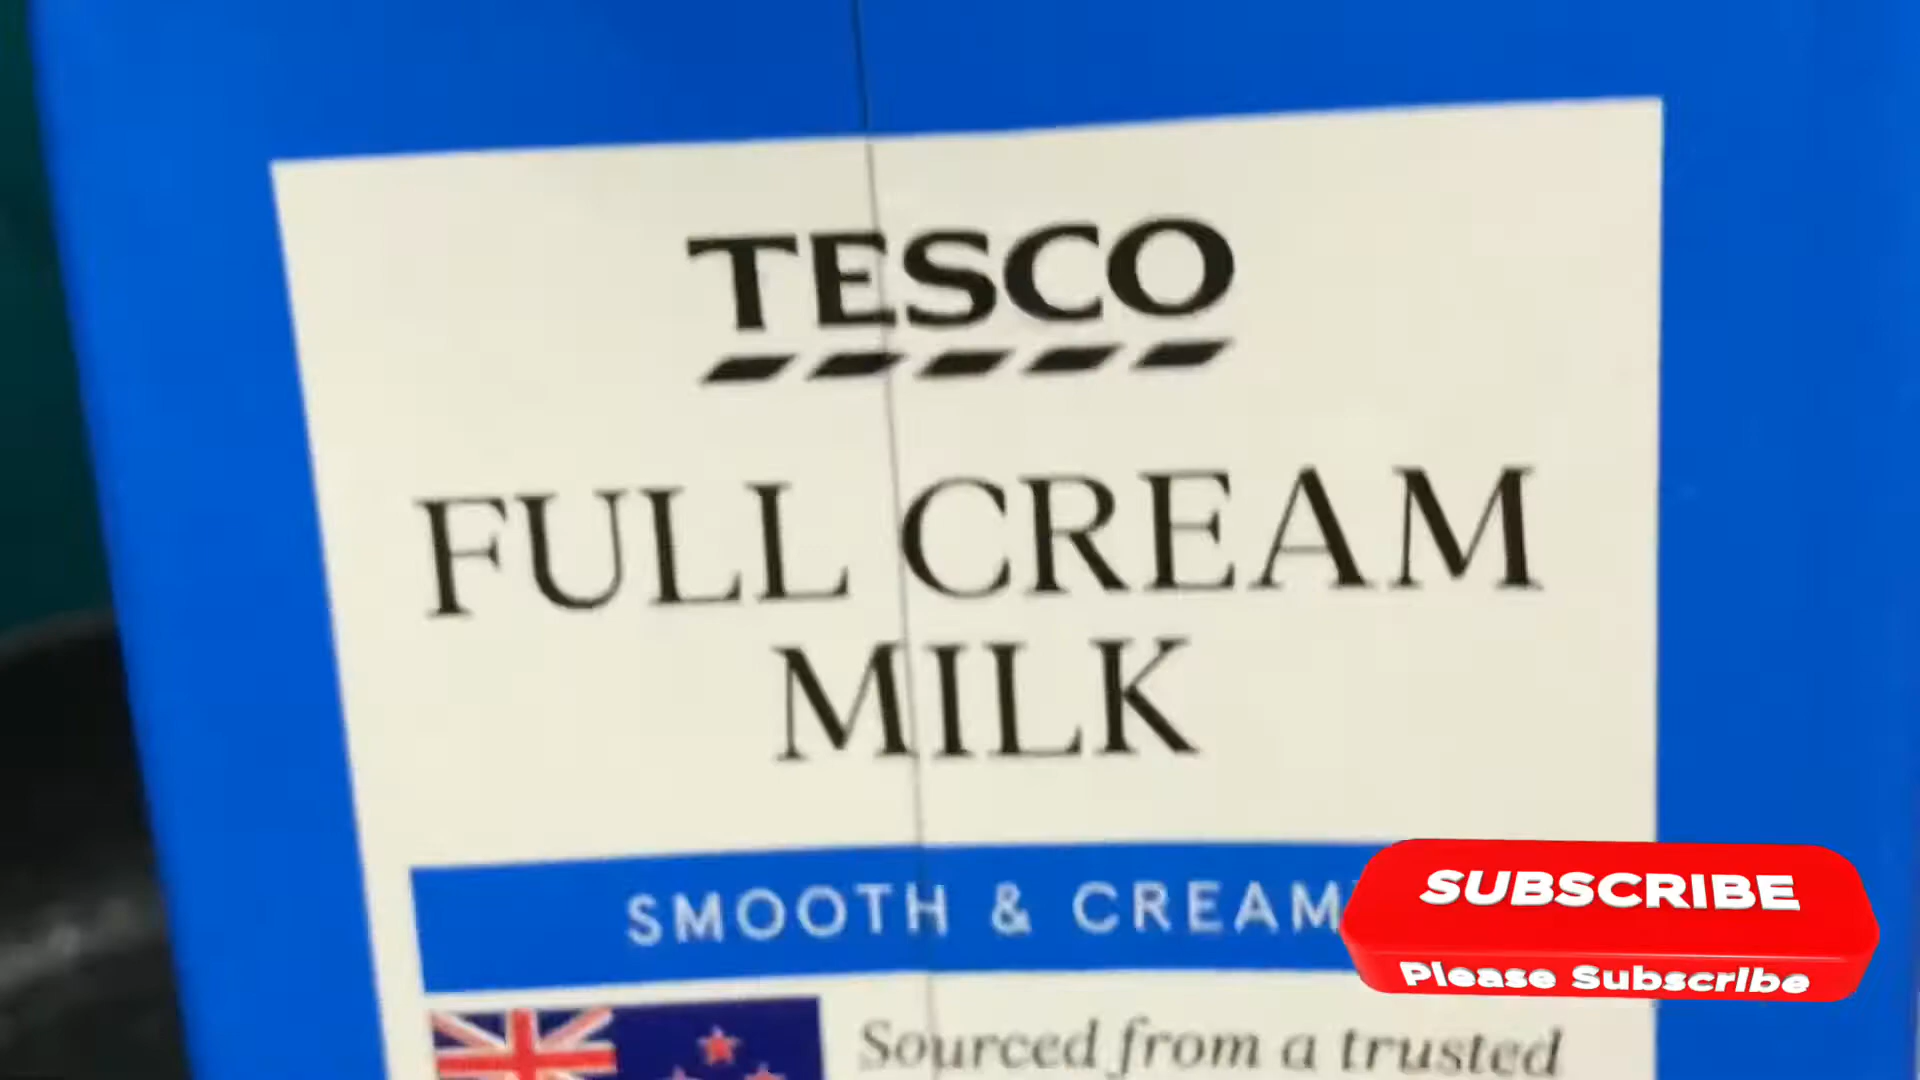 TESCO
FULL CREAM
MILK
SMOOTH & CREAM
SUBSCRIBE
Please Subscribe
Sourced from a trusted